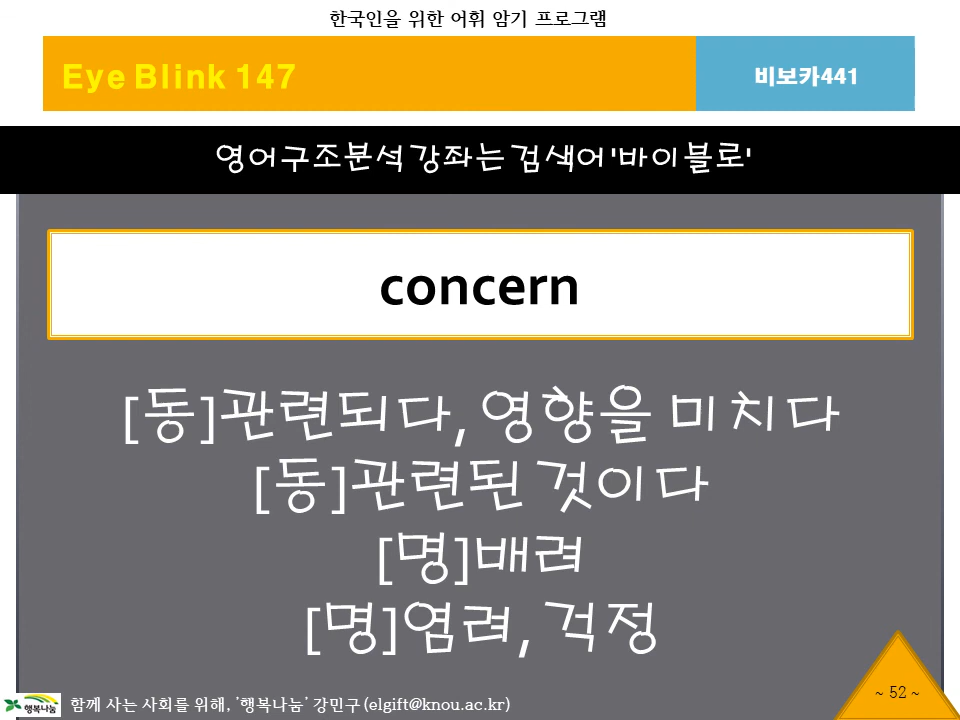 한국인을 위한 어휘 암기 프로그램
Eye Blink 147
비보카441
영어구조분석 강좌는 검색어 '바이블로'
concern
[동]관련되다, 영향을 미치다
[동]관련된 것이다
[명]배려
[명]염려, 걱정
~ 52 ~
행복나눔
함께 사는 사회를 위해, '행복나눔' 강민구 (elgift@knou.ac.kr)